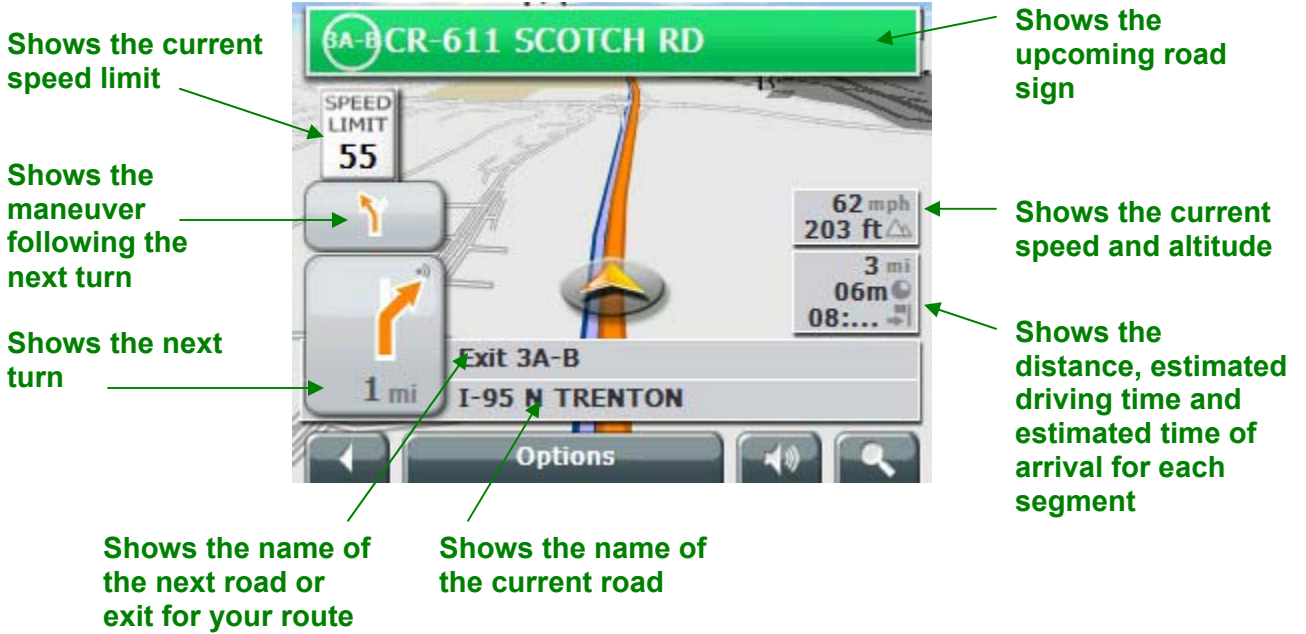 Shows the current
speed limit
Shows the
maneuver
following the
next turn
Shows the next
turn
3A-B CR-611 SCOTCH RD
SPEED
LIMIT
55
62 mph
203 ft
3 mi
06m
08:...
1 mi
Exit 3A-B
I-95 N TRENTON
Options
Shows the
upcoming road
sign
Shows the current
speed and altitude
Shows the
distance, estimated
driving time and
estimated time of
arrival for each
segment
Shows the name of
the next road or
exit for your route
Shows the name of
the current road